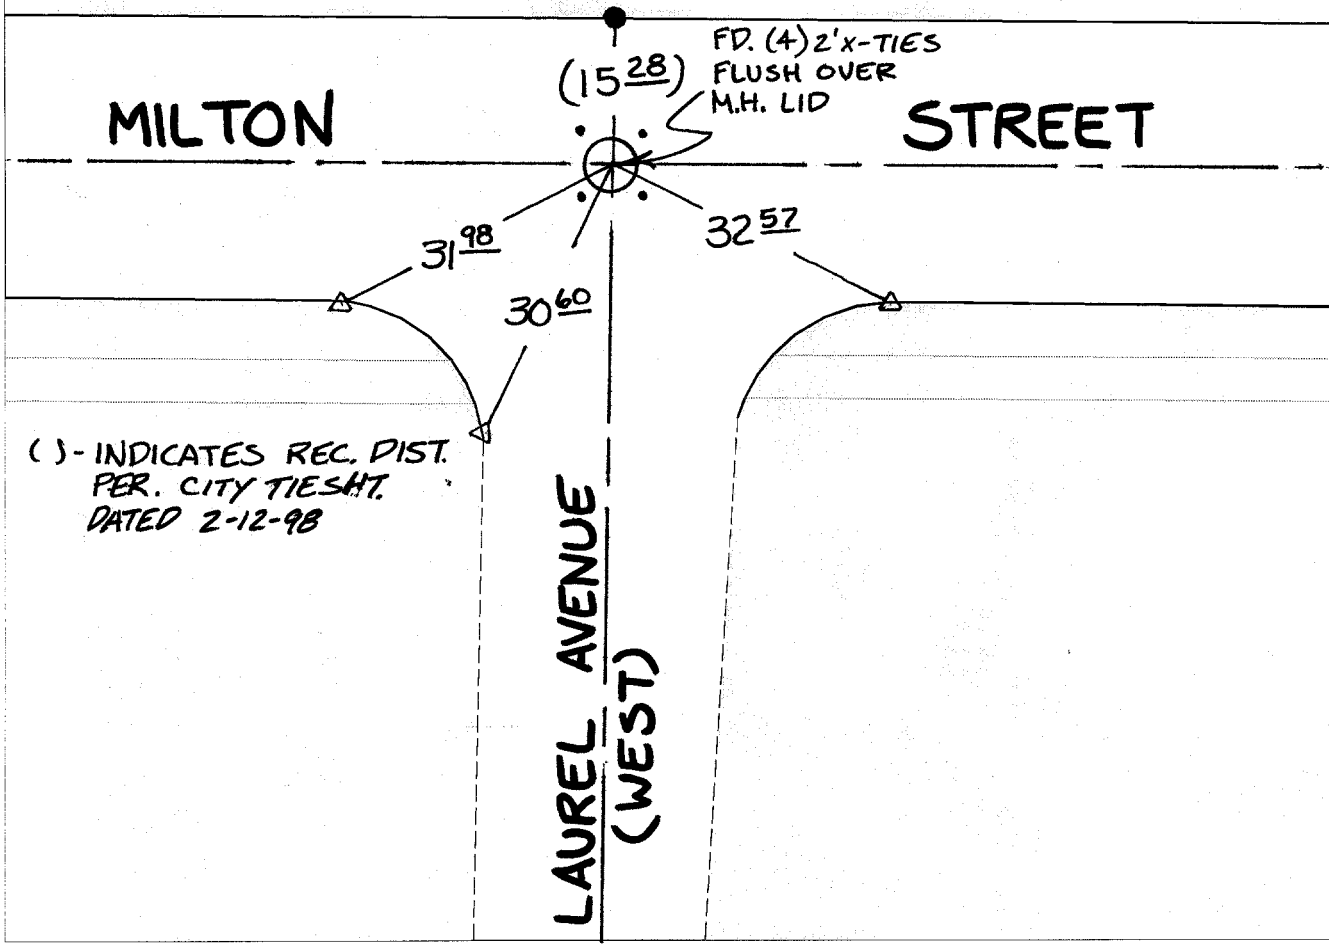 FD. (4) 2'X-TIES
FLUSH OVER
M.H. LID
(15 28)
MILTON STREET
31 98
32 57
30 60
( ) - INDICATES REC. DIST.
PER. CITY TIESHT.
DATED 2-12-98
LAUREL AVENUE
(WEST)